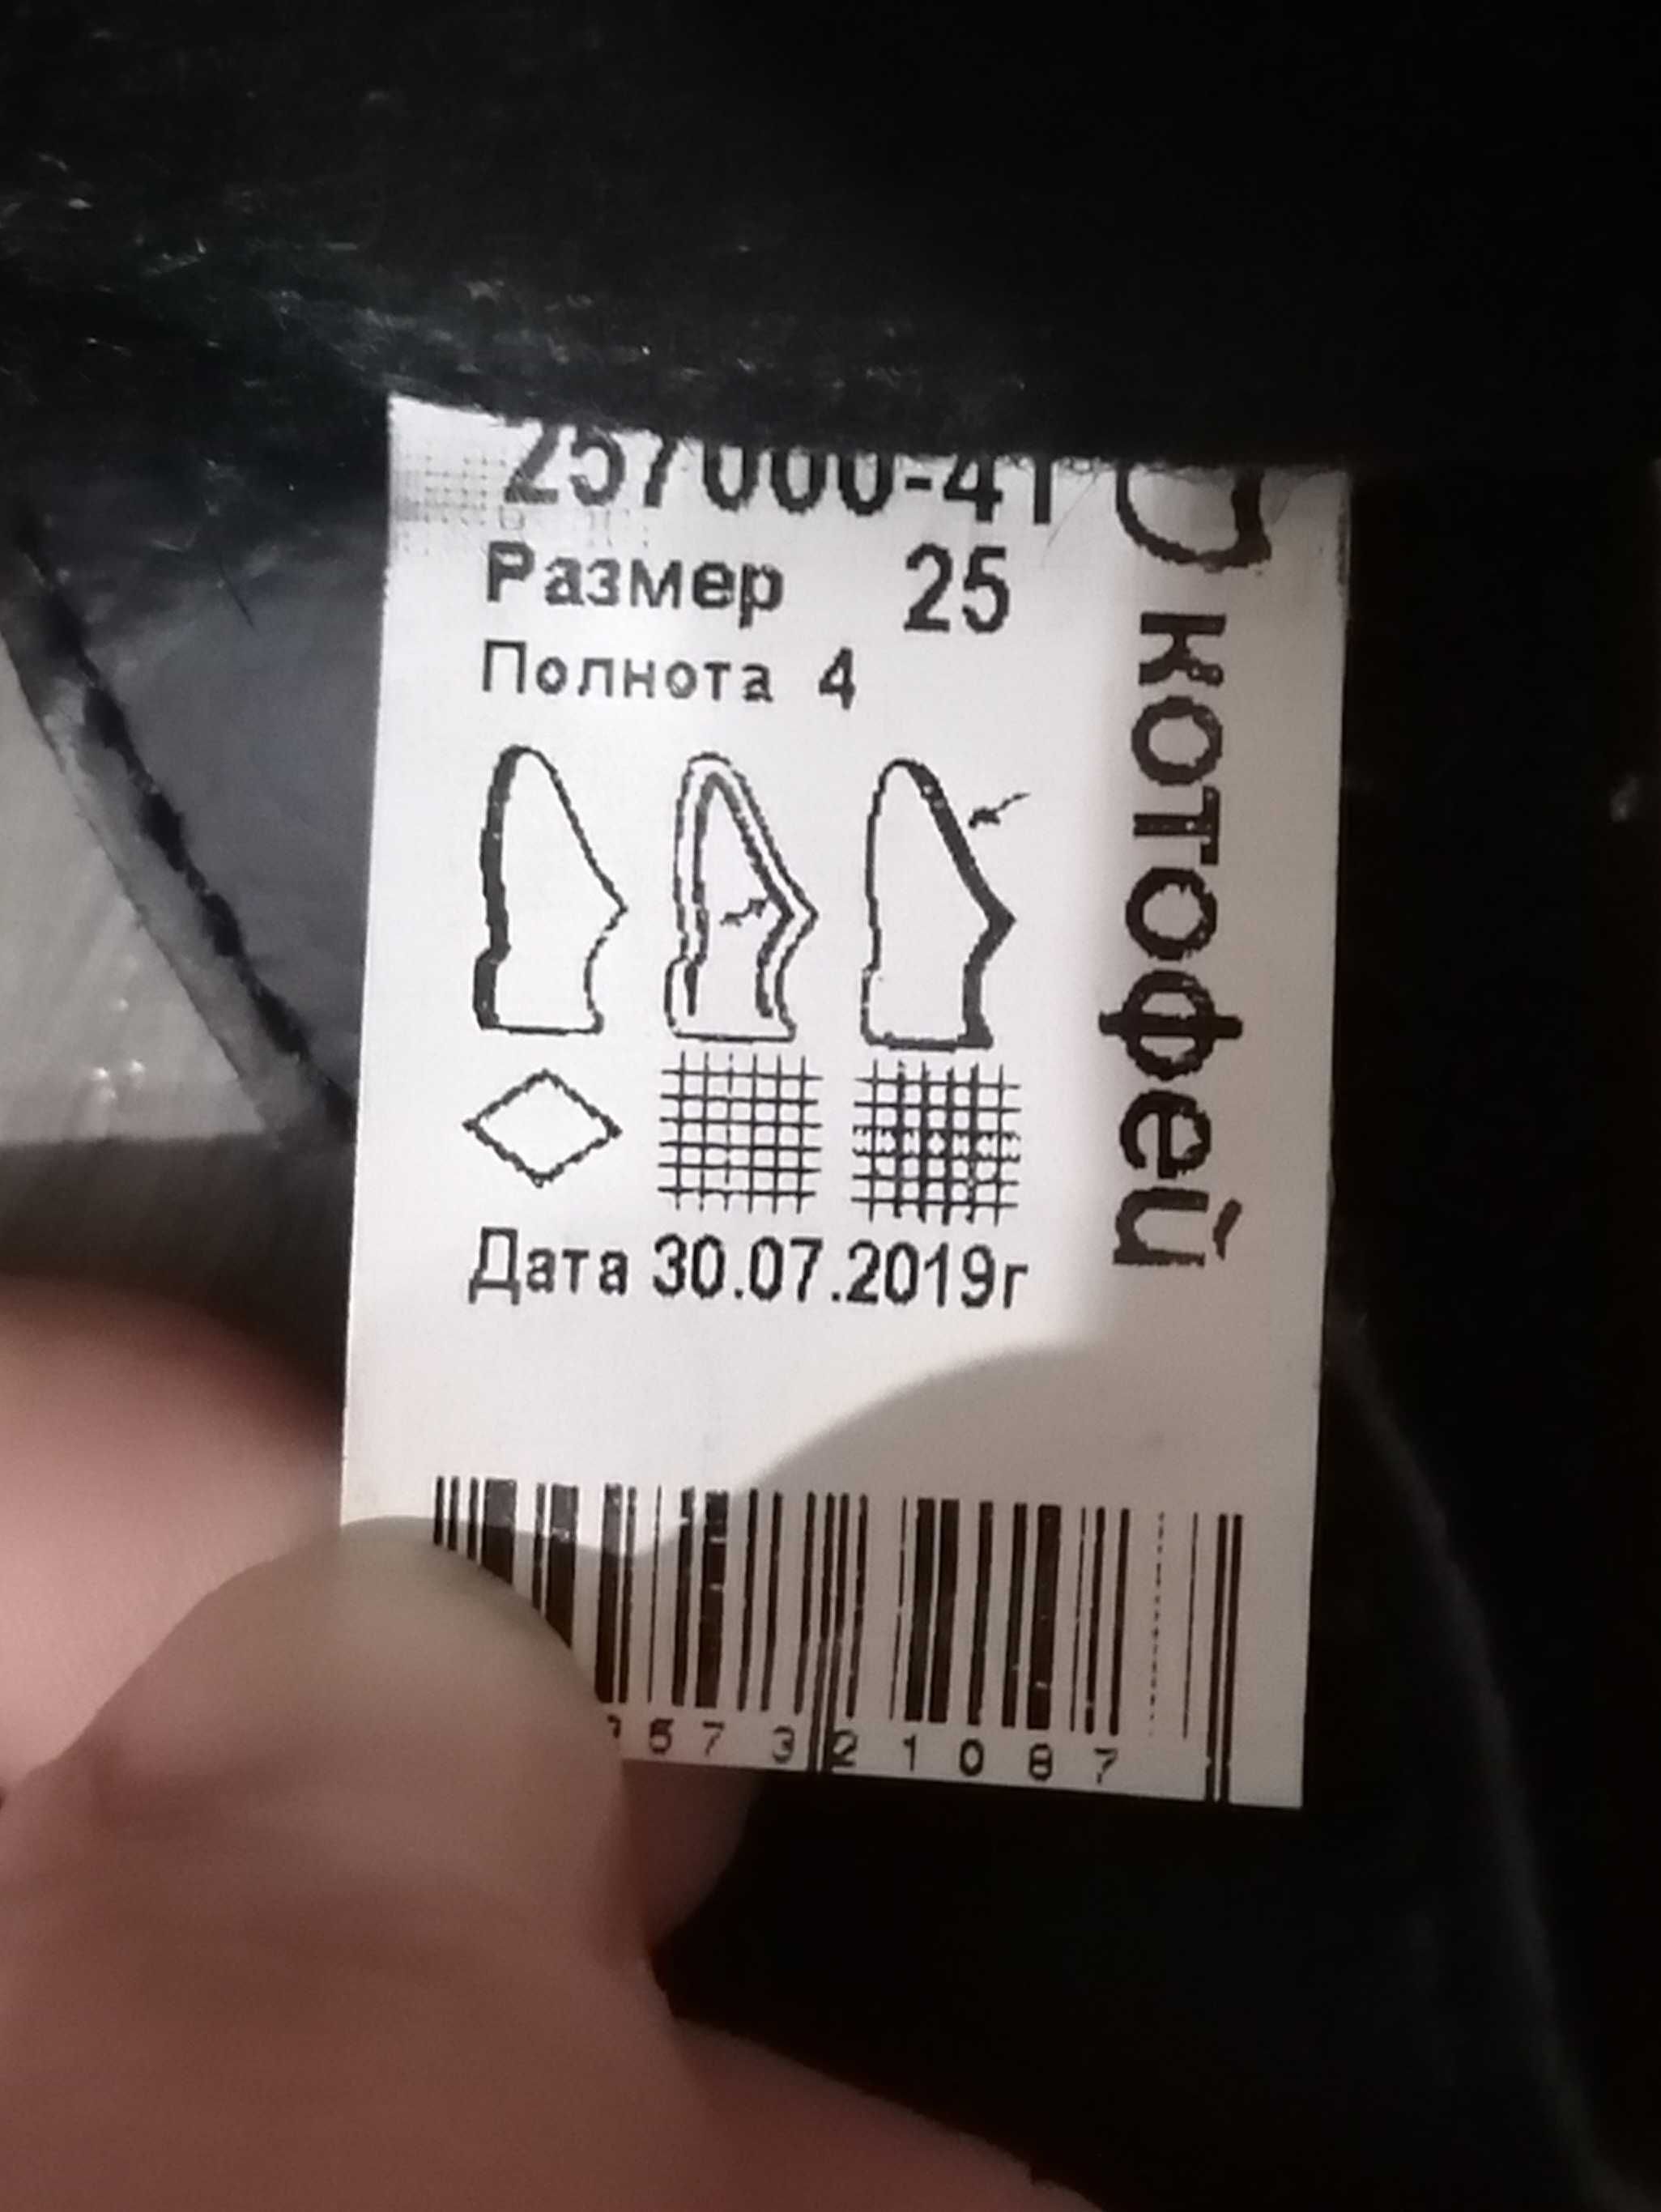 257000-41
Размер 25
Полнота 4
котофей
Дата 30.07.2019г
573 21087